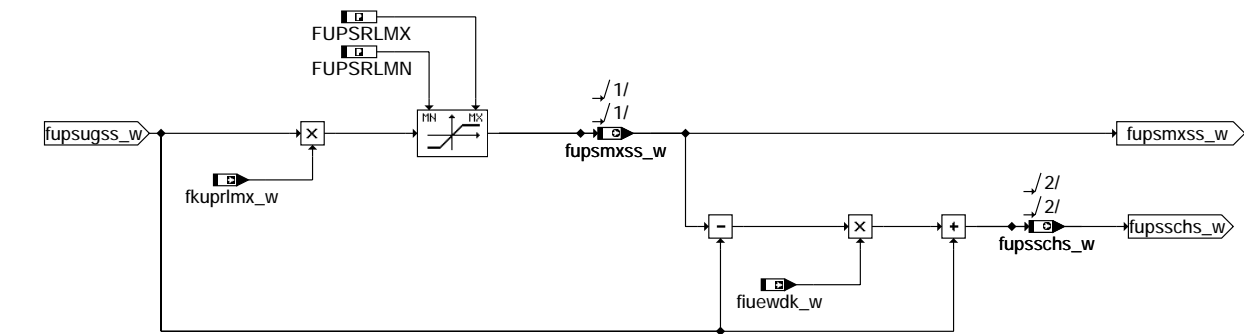 FUPSRLMX
FUPSRLMN
MN MX
/1/
/1/
fupsugss_w
fupsmxss_w
fupsmxss_w
fkuprlmx_w
/2/
/2/
fupsschs_w
fupsschs_w
fiuewdk_w